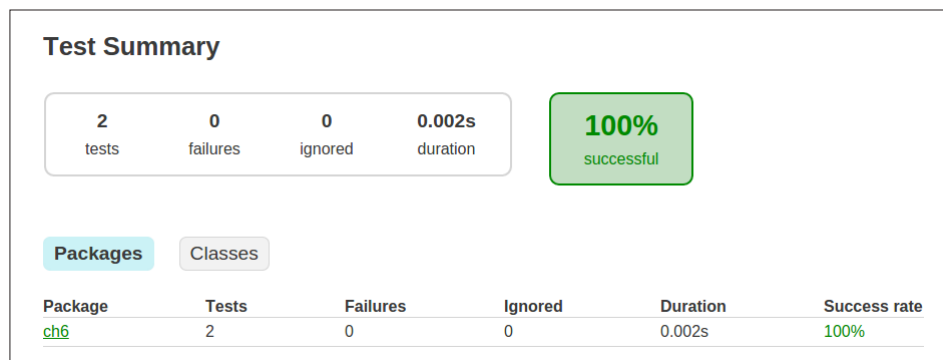 Test Summary
2 0 0 0.002s
tests failures ignored duration
100%
successful
Packages Classes
Package Tests Failures Ignored Duration Success rate
ch6 2 0 0 0.002s 100%